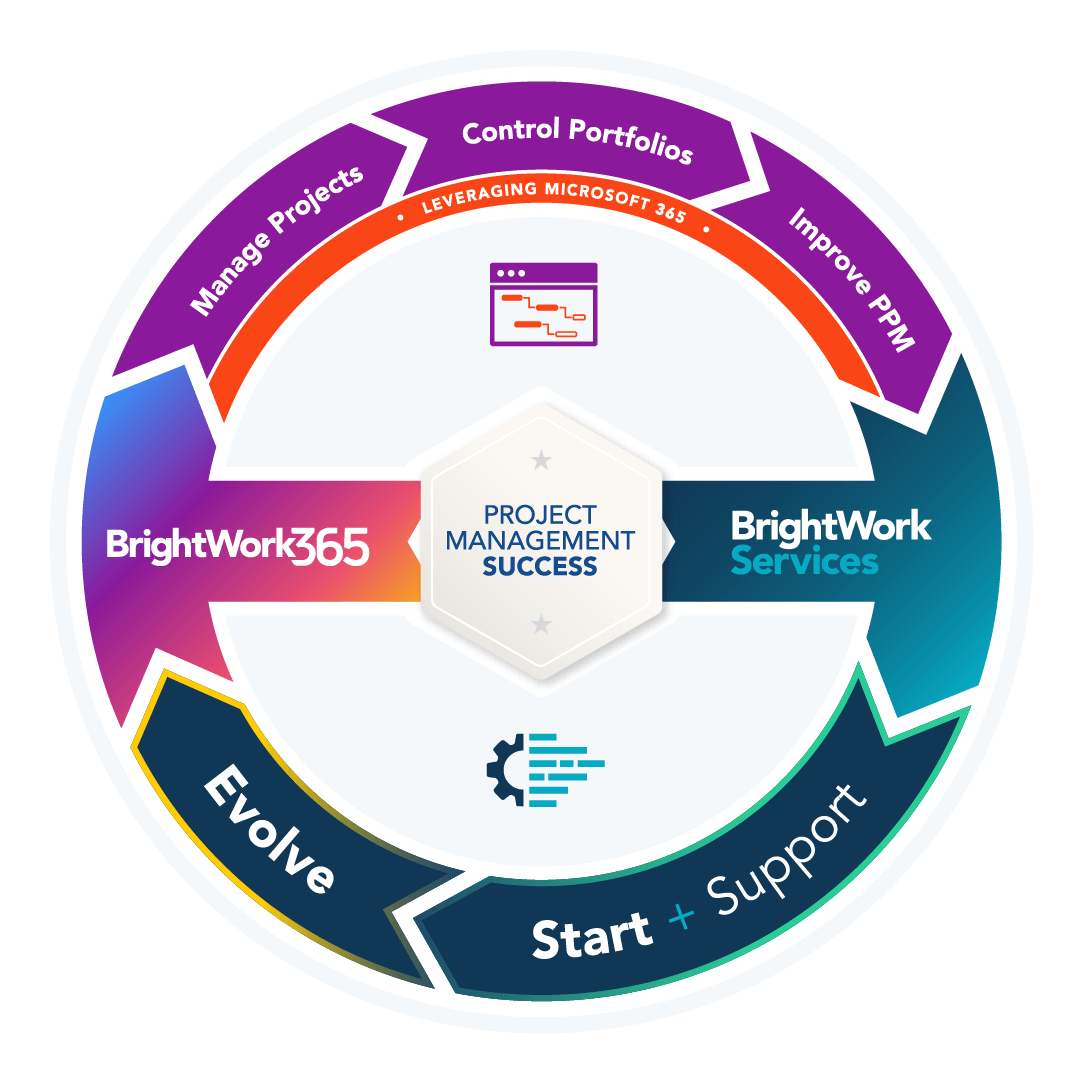 Control Portfolios
Manage Projects
Improve PPM
• LEVERAGING MICROSOFT 365 •
BrightWork365
PROJECT
MANAGEMENT
SUCCESS
BrightWork
Services
Evolve
Start + Support